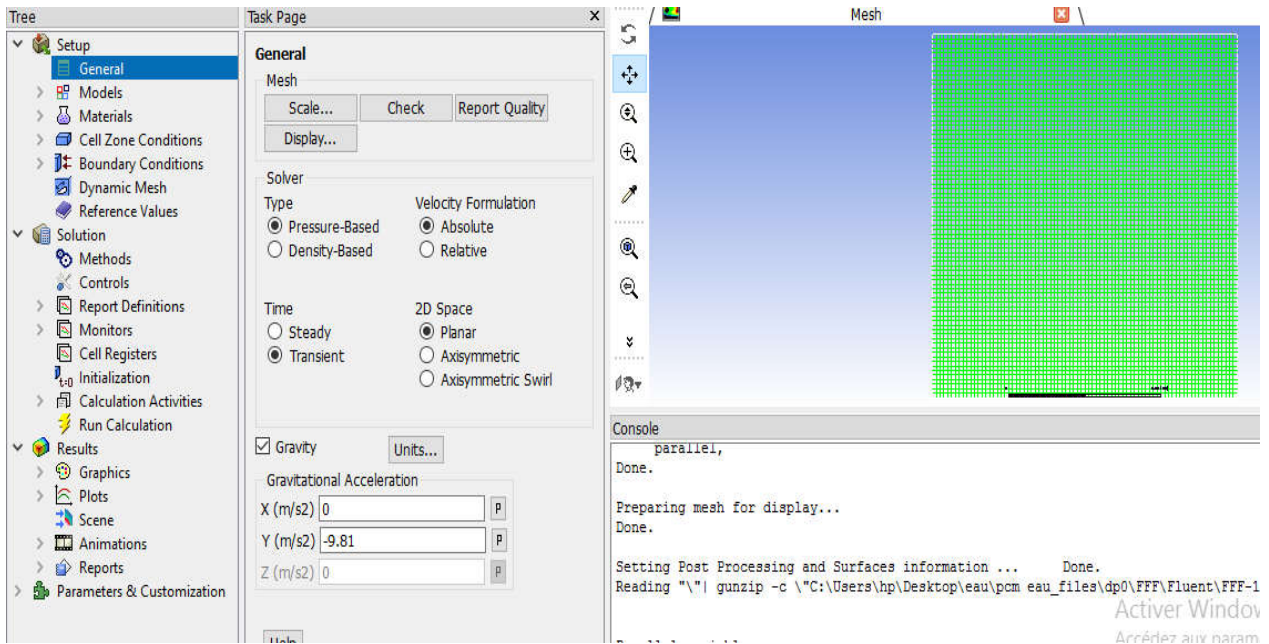 Tree
Setup
General
Models
Materials
Cell Zone Conditions
Boundary Conditions
Dynamic Mesh
Reference Values
Solution
Methods
Controls
Report Definitions
Monitors
Cell Registers
t=0 Initialization
Calculation Activities
Run Calculation
Results
Graphics
Plots
Scene
Animations
Reports
Parameters & Customization
Task Page
General
Mesh
Scale... Check Report Quality
Display...
Solver
Type Velocity Formulation
Pressure-Based Absolute
Density-Based Relative
Time 2D Space
Steady Planar
Transient Axisymmetric
Axisymmetric Swirl
Gravity Units...
Gravitational Acceleration
X (m/s2) 0 P
Y (m/s2) -9.81 P
Z (m/s2) 0 P
Help
Mesh
Console
parallel,
Done.
Preparing mesh for display...
Done.
Setting Post Processing and Surfaces information ... Done.
Reading "\"| gunzip -c \"C:\Users\hp\Desktop\eau\pcm eau_files\dp0\FFF\Fluent\FFF-1
Activer Window
Accédez aux param